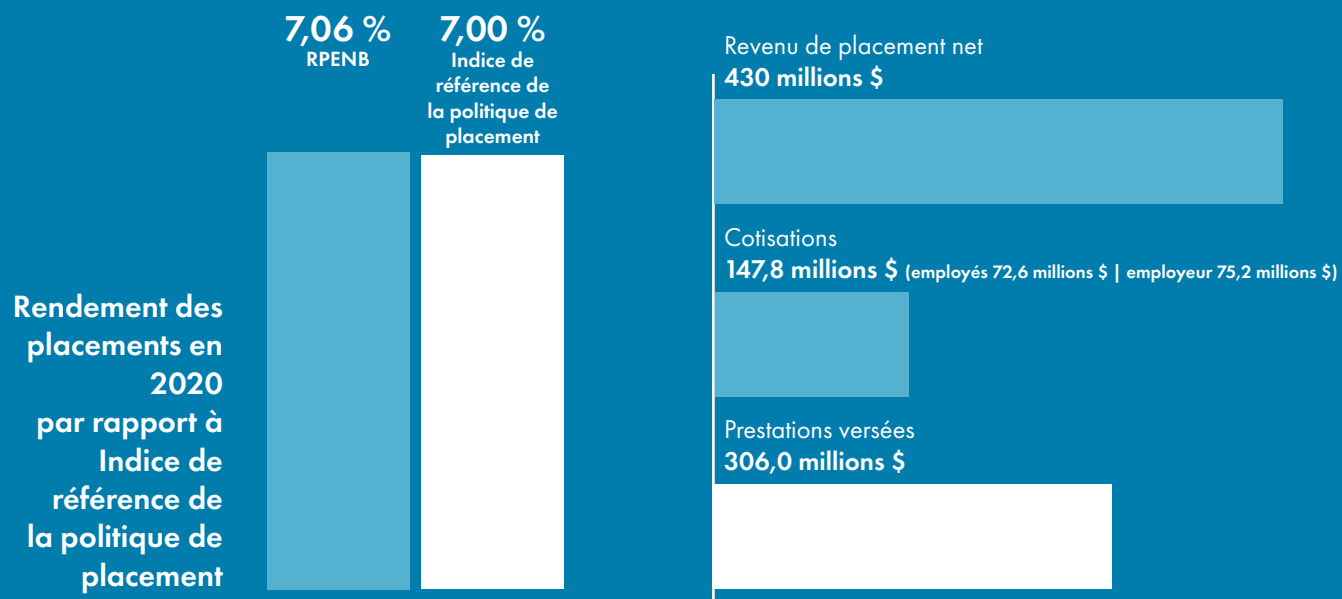 7,06 %
RPENB
7,00 %
Indice de
référence de
la politique de
placement
Rendement des
placements en
2020
par rapport à
Indice de
référence de
la politique de
placement
Revenu de placement net
430 millions $
Cotisations
147,8 millions $ (employés 72,6 millions $ | employeur 75,2 millions $)
Prestations versées
306,0 millions $